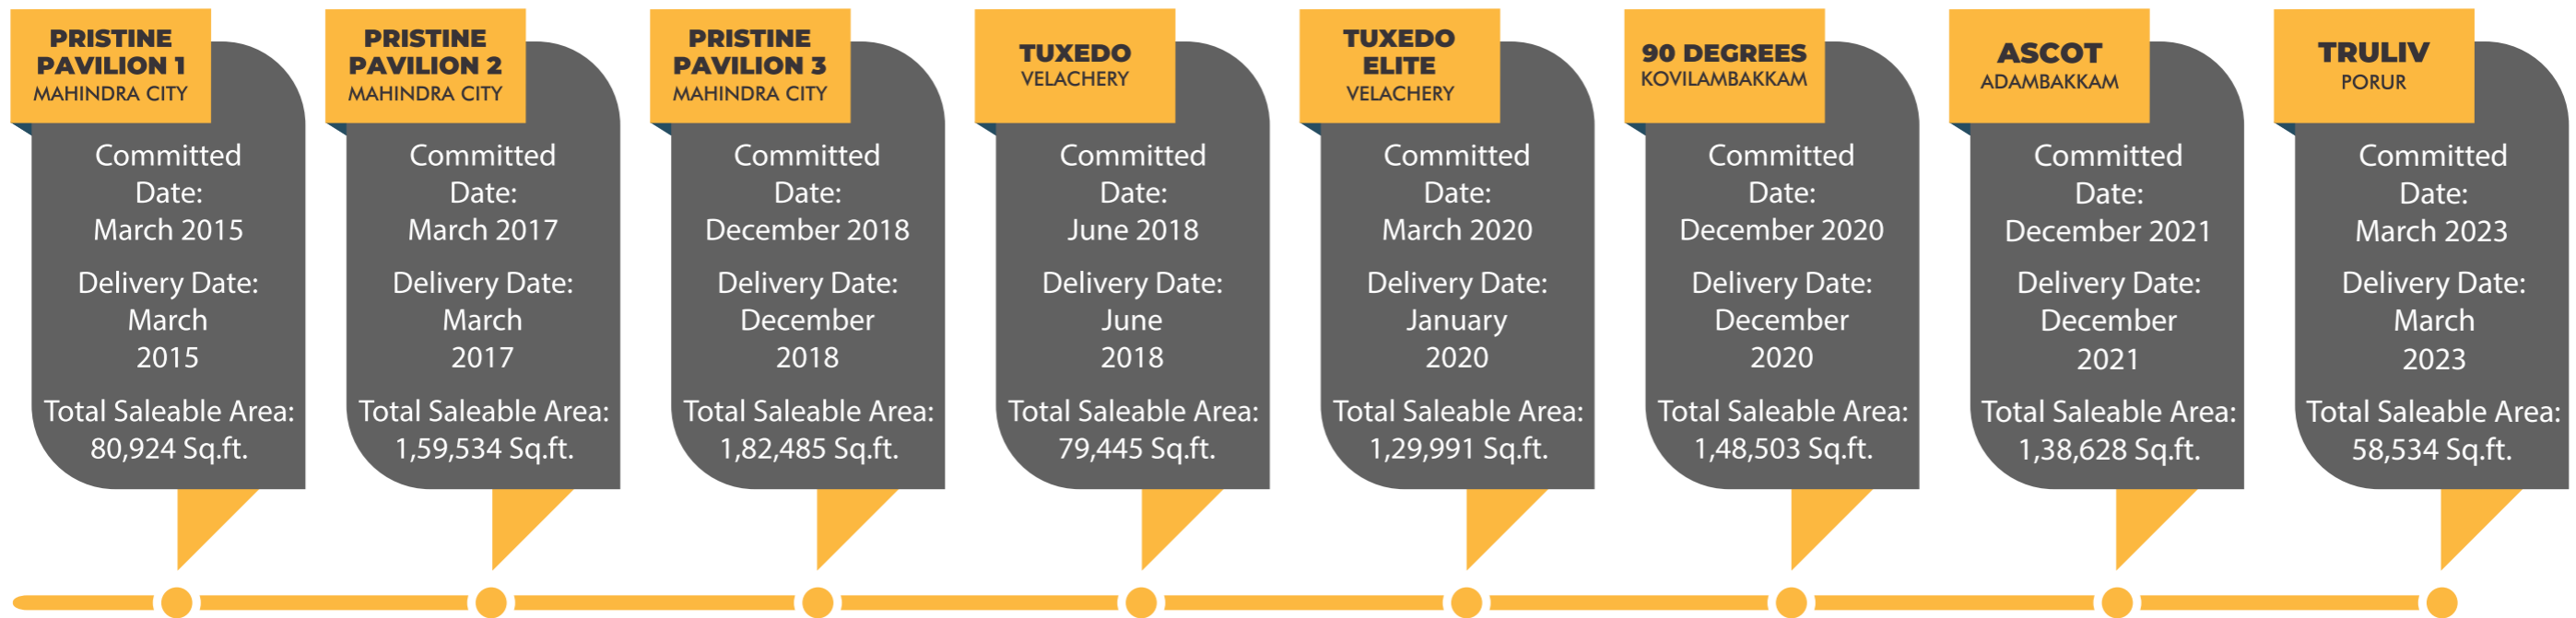 PRISTINE
PAVILION 1
MAHINDRA CITY
Committed
Date:
March 2015
Delivery Date:
March
2015
Total Saleable Area:
80,924 Sq.ft.
PRISTINE
PAVILION 2
MAHINDRA CITY
Committed
Date:
March 2017
Delivery Date:
March
2017
Total Saleable Area:
1,59,534 Sq.ft.
PRISTINE
PAVILION 3
MAHINDRA CITY
Committed
Date:
December 2018
Delivery Date:
December
2018
Total Saleable Area:
1,82,485 Sq.ft.
TUXEDO
VELACHERY
Committed
Date:
June 2018
Delivery Date:
June
2018
Total Saleable Area:
79,445 Sq.ft.
TUXEDO
ELITE
VELACHERY
Committed
Date:
March 2020
Delivery Date:
January
2020
Total Saleable Area:
1,29,991 Sq.ft.
90 DEGREES
KOVILAMBAKKAM
Committed
Date:
December 2020
Delivery Date:
December
2020
Total Saleable Area:
1,48,503 Sq.ft.
ASCOT
ADAMBAKKAM
Committed
Date:
December 2021
Delivery Date:
December
2021
Total Saleable Area:
1,38,628 Sq.ft.
TRULIV
PORUR
Committed
Date:
March 2023
Delivery Date:
March
2023
Total Saleable Area:
58,534 Sq.ft.